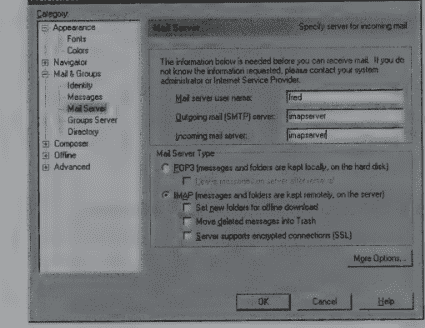 Category
Appearance
Fonts
Colors
Navigator
Mail & Groups
Identity
Messages
Mail Server
Groups Server
Directory
Composer
Offline
Advanced
Mail Server
Specify server for incoming mail
The information below is needed before you can receive mail. If you do
not know the information requested, please contact your system
administrator or Internet Service Provider.
Mail server user name:
fred
Outgoing mail (SMTP) server:
imapserver
Incoming mail server:
imapserver
Mail Server Type
POP3 (messages and folders are kept locally, on the hard disk)
IMAP (messages and folders are kept remotely, on the server)
Set new folders for offline download
Move deleted messages into Trash
Server supports encrypted connections (SSL)
More Options...
OK
Cancel
Help